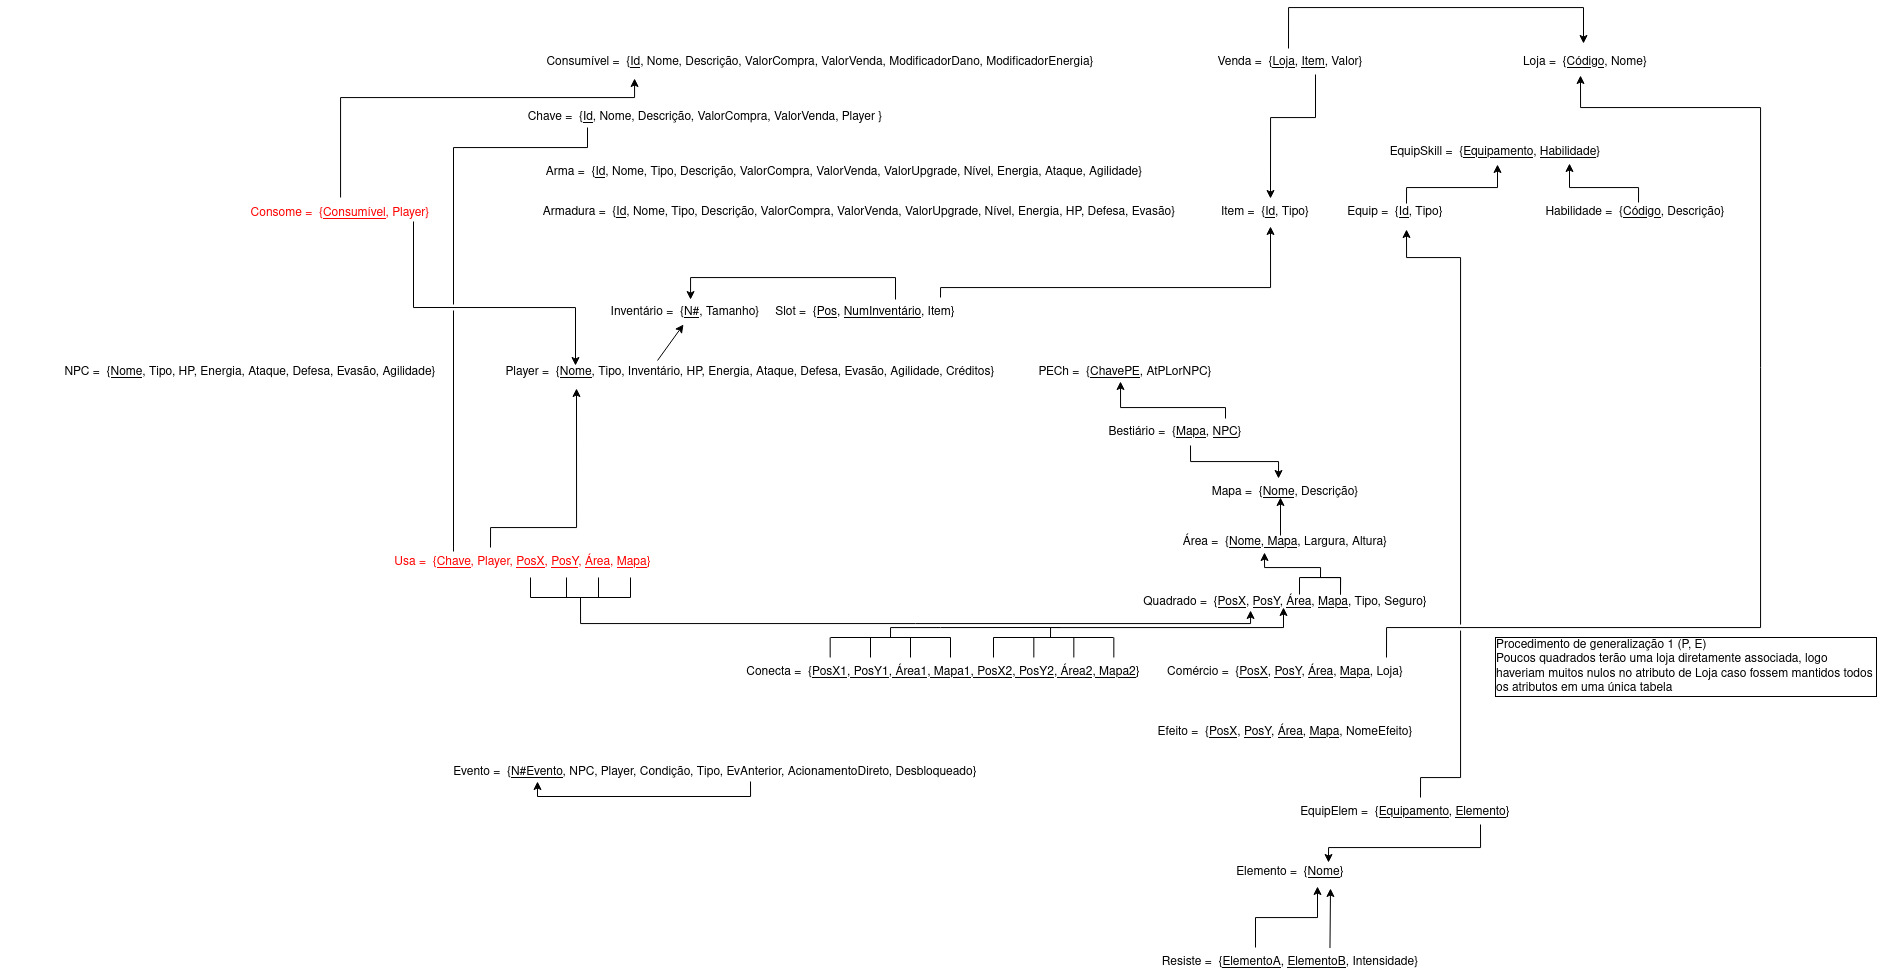 Consumível = {Id, Nome, Descrição, ValorCompra, ValorVenda, ModificadorDano, ModificadorEnergia}
Venda = {Loja, Item, Valor}
Loja = {Código, Nome}
Chave = {Id, Nome, Descrição, ValorCompra, ValorVenda, Player }
EquipSkill = {Equipamento, Habilidade}
Arma = {Id, Nome, Tipo, Descrição, ValorCompra, ValorVenda, ValorUpgrade, Nível, Energia, Ataque, Agilidade}
Consome = {Consumível, Player}
Armadura = {Id, Nome, Tipo, Descrição, ValorCompra, ValorVenda, ValorUpgrade, Nível, Energia, HP, Defesa, Evasão}
Item = {Id, Tipo}
Equip = {Id, Tipo}
Habilidade = {Código, Descrição}
Inventário = {N#, Tamanho}
Slot = {Pos, NumInventário, Item}
NPC = {Nome, Tipo, HP, Energia, Ataque, Defesa, Evasão, Agilidade}
Player = {Nome, Tipo, Inventário, HP, Energia, Ataque, Defesa, Evasão, Agilidade, Créditos}
PECh = {ChavePE, AtPLorNPC}
Bestiário = {Mapa, NPC}
Mapa = {Nome, Descrição}
Área = {Nome, Mapa, Largura, Altura}
Usa = {Chave, Player, PosX, PosY, Área, Mapa}
Quadrado = {PosX, PosY, Área, Mapa, Tipo, Seguro}
Conecta = {PosX1, PosY1, Área1, Mapa1, PosX2, PosY2, Área2, Mapa2}
Comércio = {PosX, PosY, Área, Mapa, Loja}
Procedimento de generalização 1 (P, E)
Poucos quadrados terão uma loja diretamente associada, logo
haveriam muitos nulos no atributo de Loja caso fossem mantidos todos
os atributos em uma única tabela
Efeito = {PosX, PosY, Área, Mapa, NomeEfeito}
Evento = {N#Evento, NPC, Player, Condição, Tipo, EvAnterior, AcionamentoDireto, Desbloqueado}
EquipElem = {Equipamento, Elemento}
Elemento = {Nome}
Resiste = {ElementoA, ElementoB, Intensidade}